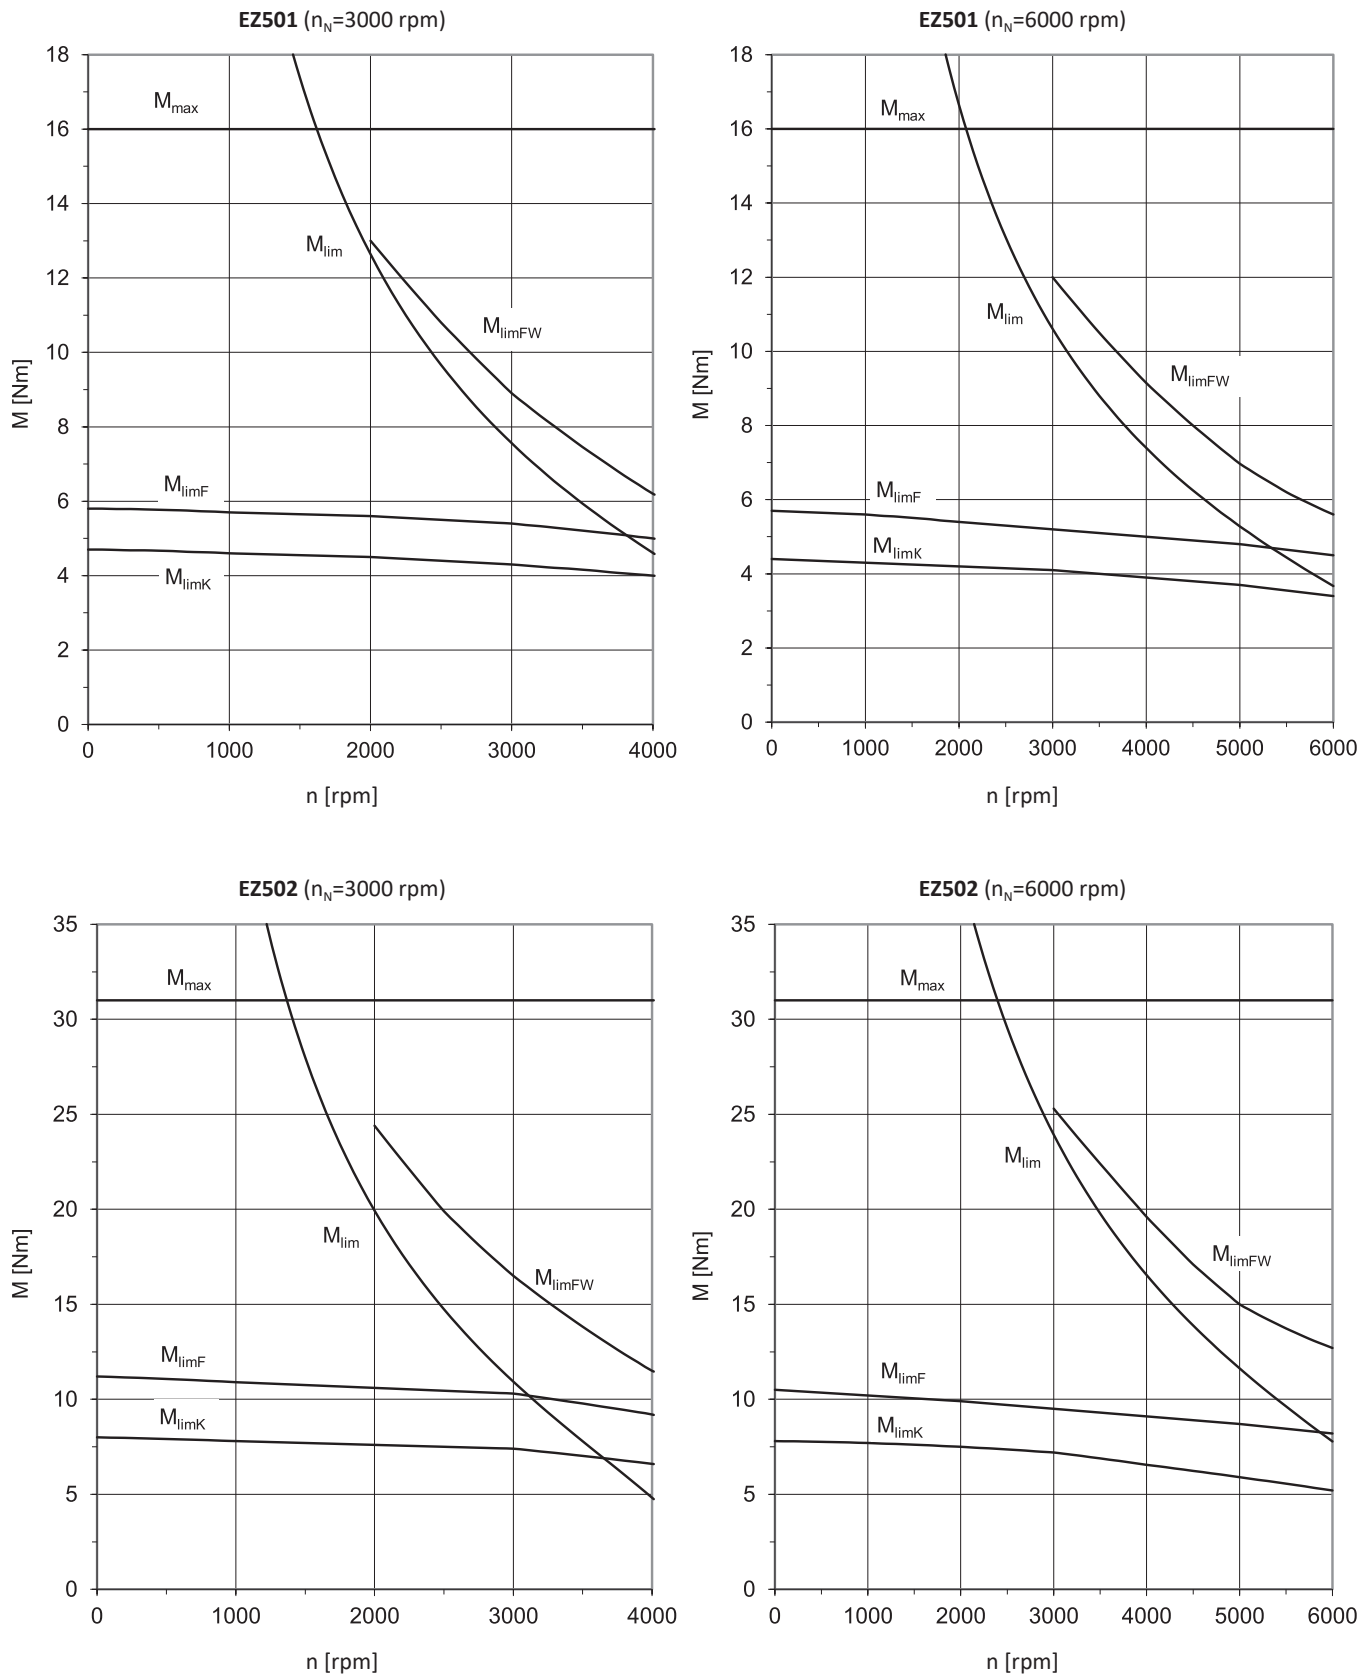 EZ501 (nN=3000 rpm)
18
16
14
12
10
8
6
4
2
0
M [Nm]
Mmax
Mlim
MlimFW
MlimF
MlimK
0 1000 2000 3000 4000
n [rpm]
EZ501 (nN=6000 rpm)
18
16
14
12
10
8
6
4
2
0
M [Nm]
Mmax
Mlim
MlimFW
MlimF
MlimK
0 1000 2000 3000 4000 5000 6000
n [rpm]
EZ502 (nN=3000 rpm)
35
30
25
20
15
10
5
0
M [Nm]
Mmax
Mlim
MlimFW
MlimF
MlimK
0 1000 2000 3000 4000
n [rpm]
EZ502 (nN=6000 rpm)
35
30
25
20
15
10
5
0
M [Nm]
Mmax
Mlim
MlimFW
MlimF
MlimK
0 1000 2000 3000 4000 5000 6000
n [rpm]